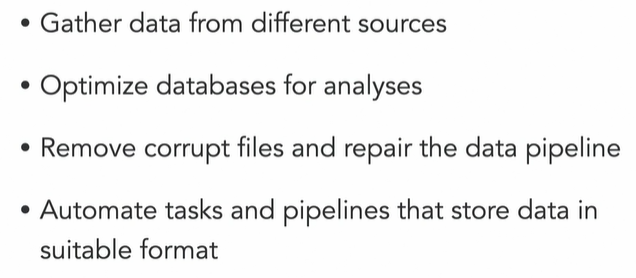 • Gather data from different sources
• Optimize databases for analyses
• Remove corrupt files and repair the data pipeline
• Automate tasks and pipelines that store data in
suitable format